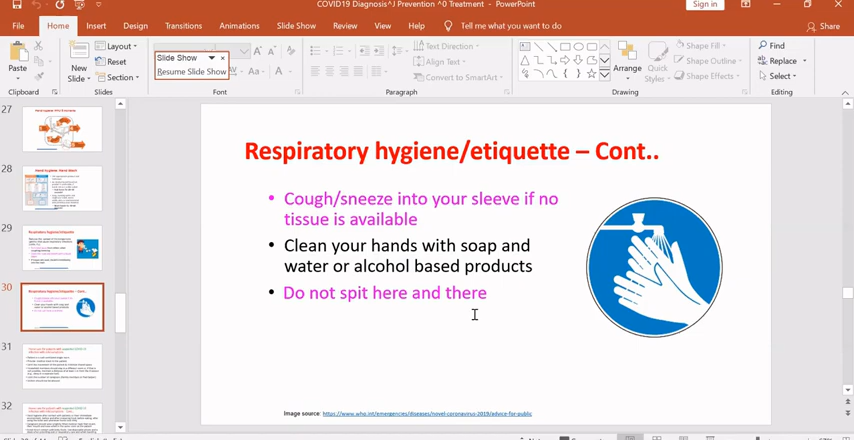 COVID19 Diagnosis^J Prevention ^0 Treatment - PowerPoint
Sign in
File Home Insert Design Transitions Animations Slide Show Review View Help Tell me what you want to do Share
Paste
Clipboard
New Slide
Layout
Reset
Section
Slides
Slide Show
Resume Slide Show
Font
Text Direction
Align Text
Convert to SmartArt
Paragraph
Arrange
Quick Styles
Shape Fill
Shape Outline
Shape Effects
Drawing
Find
Replace
Select
Editing
27
28
29
30
31
32
Respiratory hygiene/etiquette – Cont..
• Cough/sneeze into your sleeve if no
tissue is available
• Clean your hands with soap and
water or alcohol based products
• Do not spit here and there
Image source: https://www.who.int/emergencies/diseases/novel-coronavirus-2019/advice-for-public